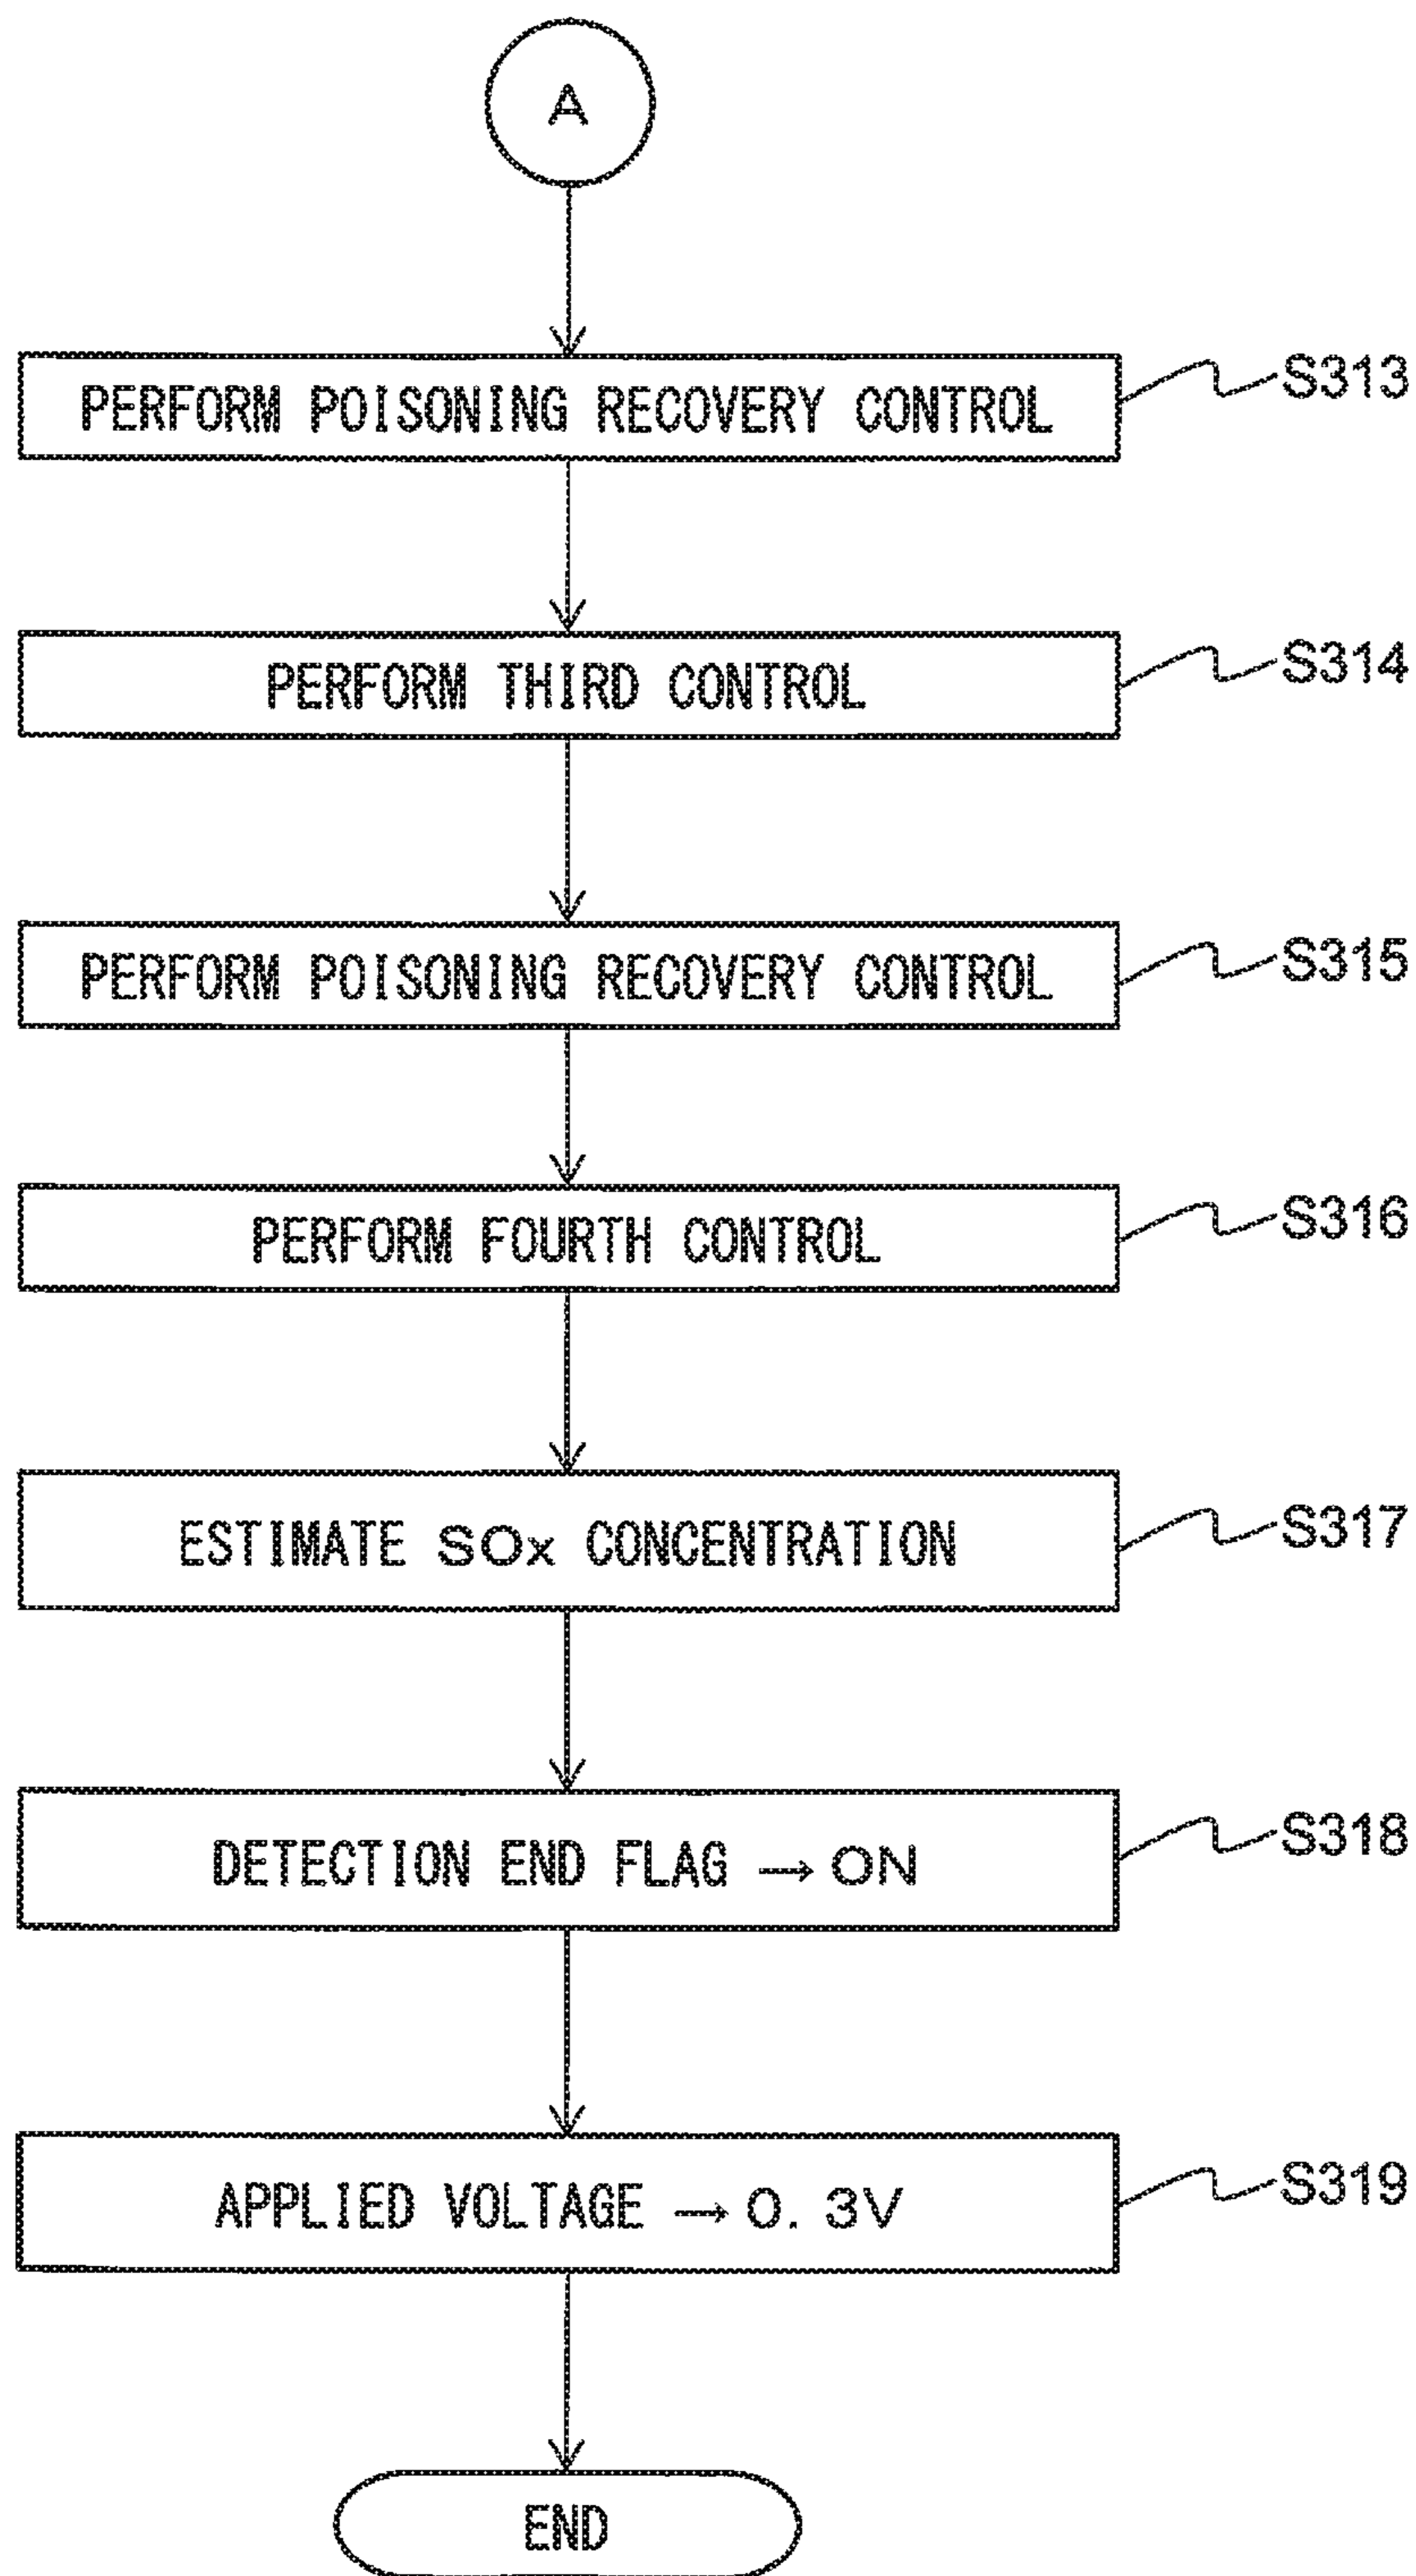 A
PERFORM POISONING RECOVERY CONTROL
S313
PERFORM THIRD CONTROL
S314
PERFORM POISONING RECOVERY CONTROL
S315
PERFORM FOURTH CONTROL
S316
ESTIMATE SOx CONCENTRATION
S317
DETECTION END FLAG → ON
S318
APPLIED VOLTAGE → 0. 3V
S319
END